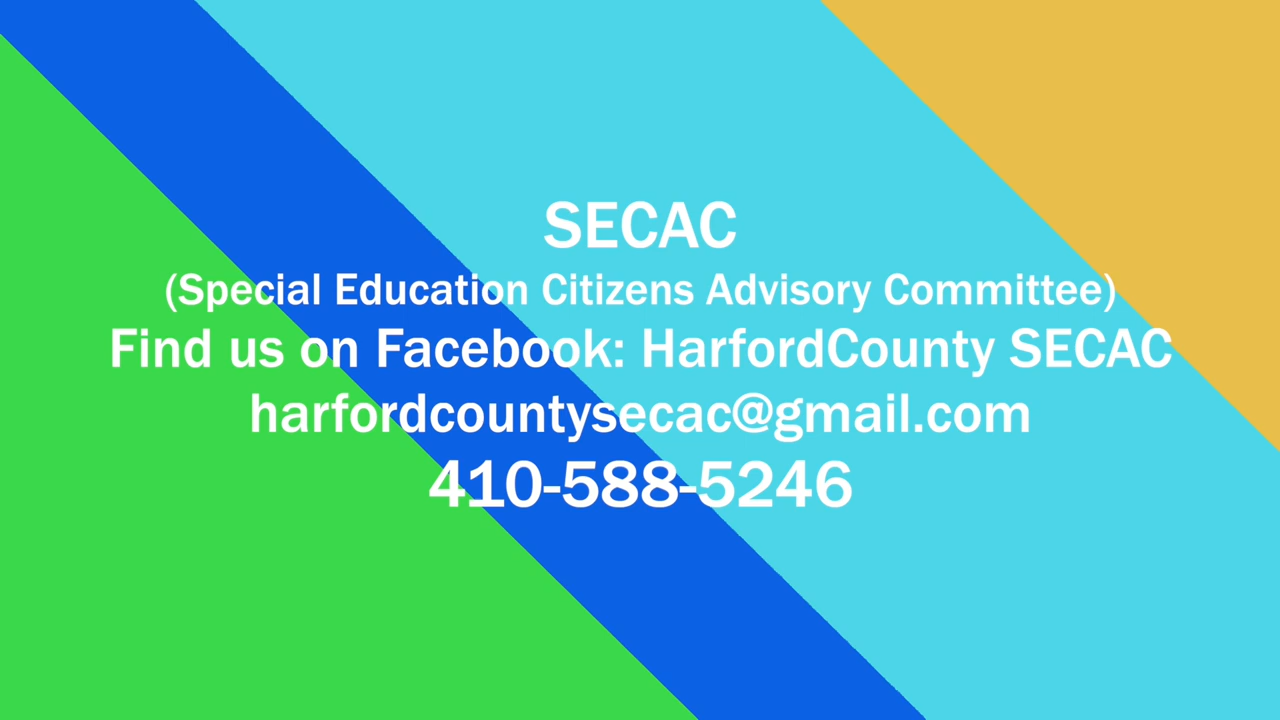 SECAC
(Special Education Citizens Advisory Committee)
Find us on Facebook: HarfordCounty SECAC
harfordcountysecac@gmail.com
410-588-5246